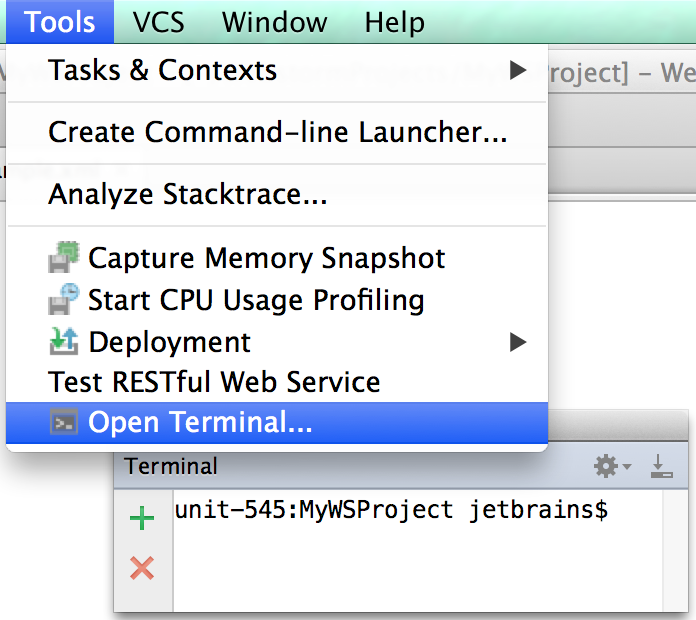 Tools VCS Window Help
Tasks & Contexts
roject] – We
Create Command-line Launcher...
Analyze Stacktrace...
Capture Memory Snapshot
Start CPU Usage Profiling
Deployment
Test RESTful Web Service
Open Terminal...
Terminal
unit-545:MyWSProject jetbrains$